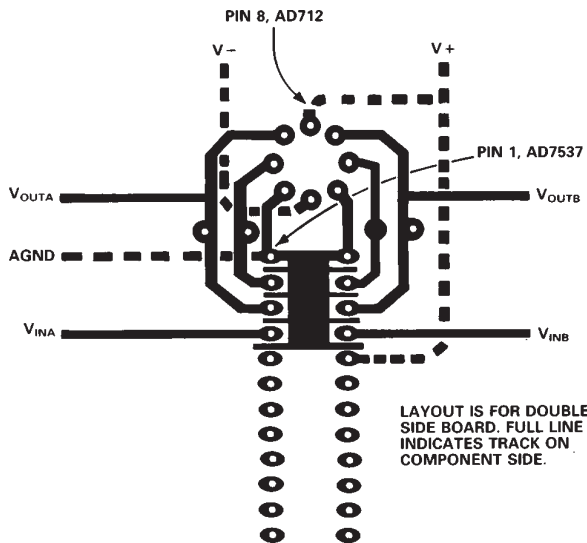 PIN 8, AD712
V–
V+
PIN 1, AD7537
VOUTA
VOUTB
AGND
VINA
VINB
LAYOUT IS FOR DOUBLE
SIDE BOARD. FULL LINE
INDICATES TRACK ON
COMPONENT SIDE.